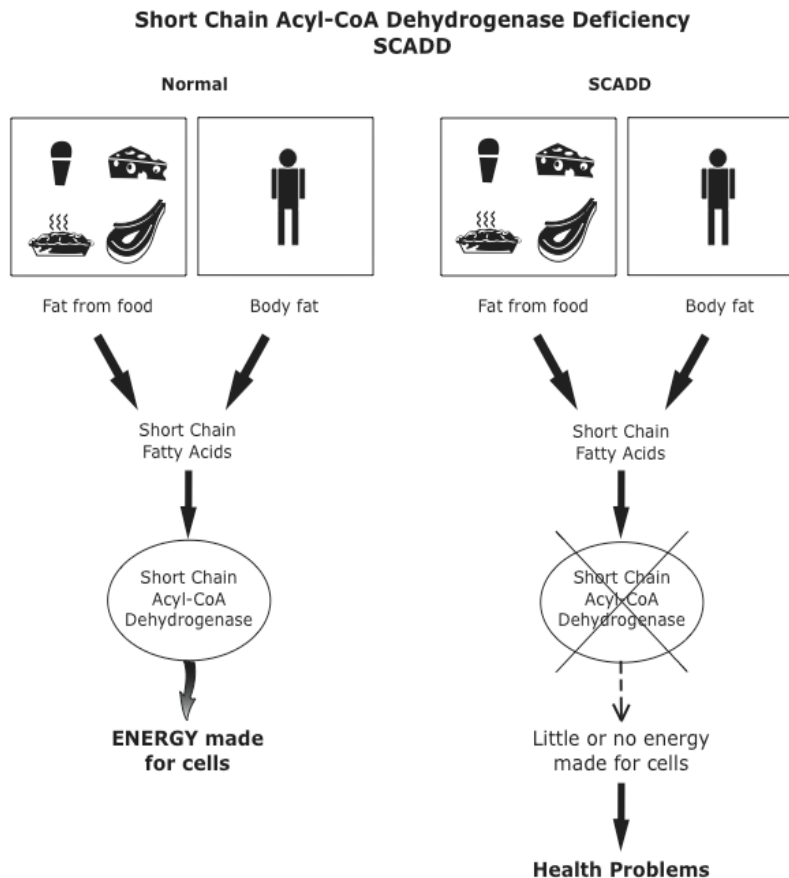 Short Chain Acyl-CoA Dehydrogenase Deficiency
SCADD
Normal
Fat from food
Body fat
Short Chain
Fatty Acids
Short Chain
Acyl-CoA
Dehydrogenase
ENERGY made
for cells
SCADD
Fat from food
Body fat
Short Chain
Fatty Acids
Short Chain
Acyl-CoA
Dehydrogenase
Little or no energy
made for cells
Health Problems